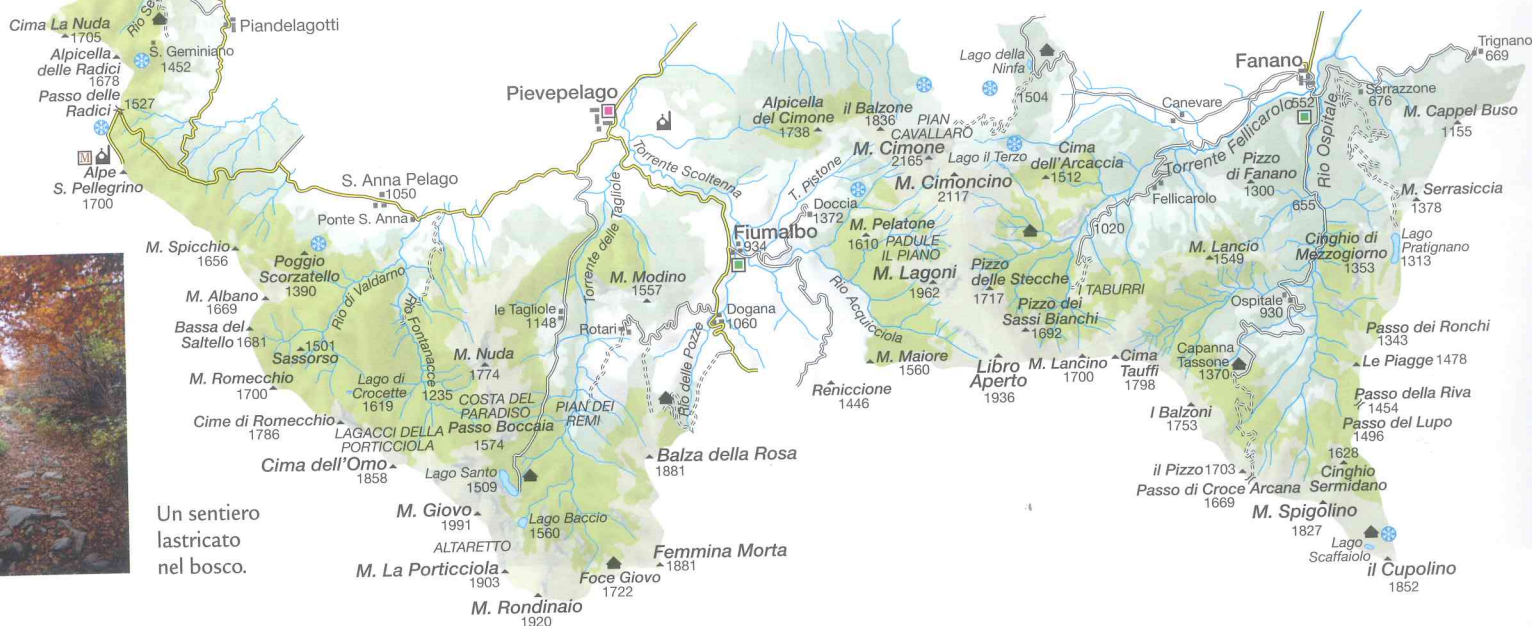 Cima La Nuda
1705
Rio Se
Piandelagotti
Alpicella
delle Radici
1678
S. Geminiano
1452
Passo delle
Radici
1527
M
Alpe
S. Pellegrino
1700
Pievepelago
S. Anna Pelago
1050
Ponte S. Anna
Torrente Scoltenna
Torrente delle Tagliole
Alpicella
del Cimone
1738
il Balzone
1836
PIAN
CAVALLARO
M. Cimone
2165
Lago della
Ninfa
1504
Lago il Terzo
M. Cimoncino
2117
Cima
dell'Arcaccia
1512
Canevare
Fanano
652
Trignano
669
Serrazzone
676
M. Cappel Buso
1155
Torrente Fellicarolo
Rio Ospitale
Pizzo
di Fanano
1300
Fellicarolo
655
M. Serrasiccia
1378
Lago
Pratignano
1313
1020
T. Pistone
Doccia
1372
Fiumalbo
934
M. Pelatone
1610
PADULE
IL PIANO
M. Lagoni
1962
Pizzo
delle Stecche
1717
I TABURRI
M. Lancio
1549
Cinghio di
Mezzogiorno
1353
M. Spicchio
1656
Poggio
Scorzatello
1390
Rio di Valdarno
Rio Fontanacce
M. Modino
1557
M. Albano
1669
Bassa del
Saltello 1681
1501
Sassorso
le Tagliole
1148
Rotari
Dogana
1060
Rio delle Pozze
Rio Acquicciola
Pizzo dei
Sassi Bianchi
1692
Ospitale
930
Passo dei Ronchi
1343
Capanna
Tassone
1370
Le Piagge 1478
M. Romecchio
1700
Lago di
Crocette
1619
1235
M. Nuda
1774
COSTA DEL
PARADISO
Passo Boccaia
1574
PIAN DEI
REMI
M. Maiore
1560
Reniccione
1446
Libro
Aperto
1936
M. Lancino
1700
Cima
Tauffi
1798
I Balzoni
1753
Passo della Riva
1454
Passo del Lupo
1496
Cime di Romecchio
1786
LAGACCI DELLA
PORTICCIOLA
Cima dell'Omo
1858
Lago Santo
1509
Balza della Rosa
1881
il Pizzo 1703
1628
Cinghio
Sermidano
Passo di Croce Arcana
1669
M. Spigolino
1827
M. Giovo
1991
Lago Baccio
1560
ALTARETTO
M. La Porticciola
1903
Foce Giovo
1722
Femmina Morta
1881
M. Rondinaio
1920
Lago
Scaffaiolo
il Cupolino
1852
Un sentiero
lastricato
nel bosco.